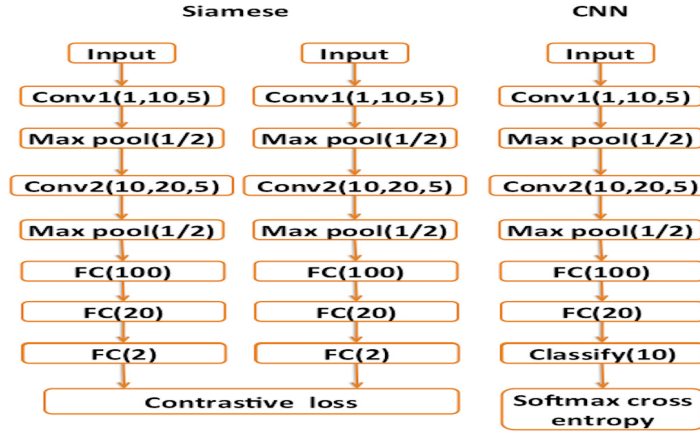 Siamese
CNN
Input
Input
Input
Conv1(1,10,5)
Conv1(1,10,5)
Conv1(1,10,5)
Max pool(1/2)
Max pool(1/2)
Max pool(1/2)
Conv2(10,20,5)
Conv2(10,20,5)
Conv2(10,20,5)
Max pool(1/2)
Max pool(1/2)
Max pool(1/2)
FC(100)
FC(100)
FC(100)
FC(20)
FC(20)
FC(20)
FC(2)
FC(2)
Classify(10)
Contrastive loss
Softmax cross
entropy